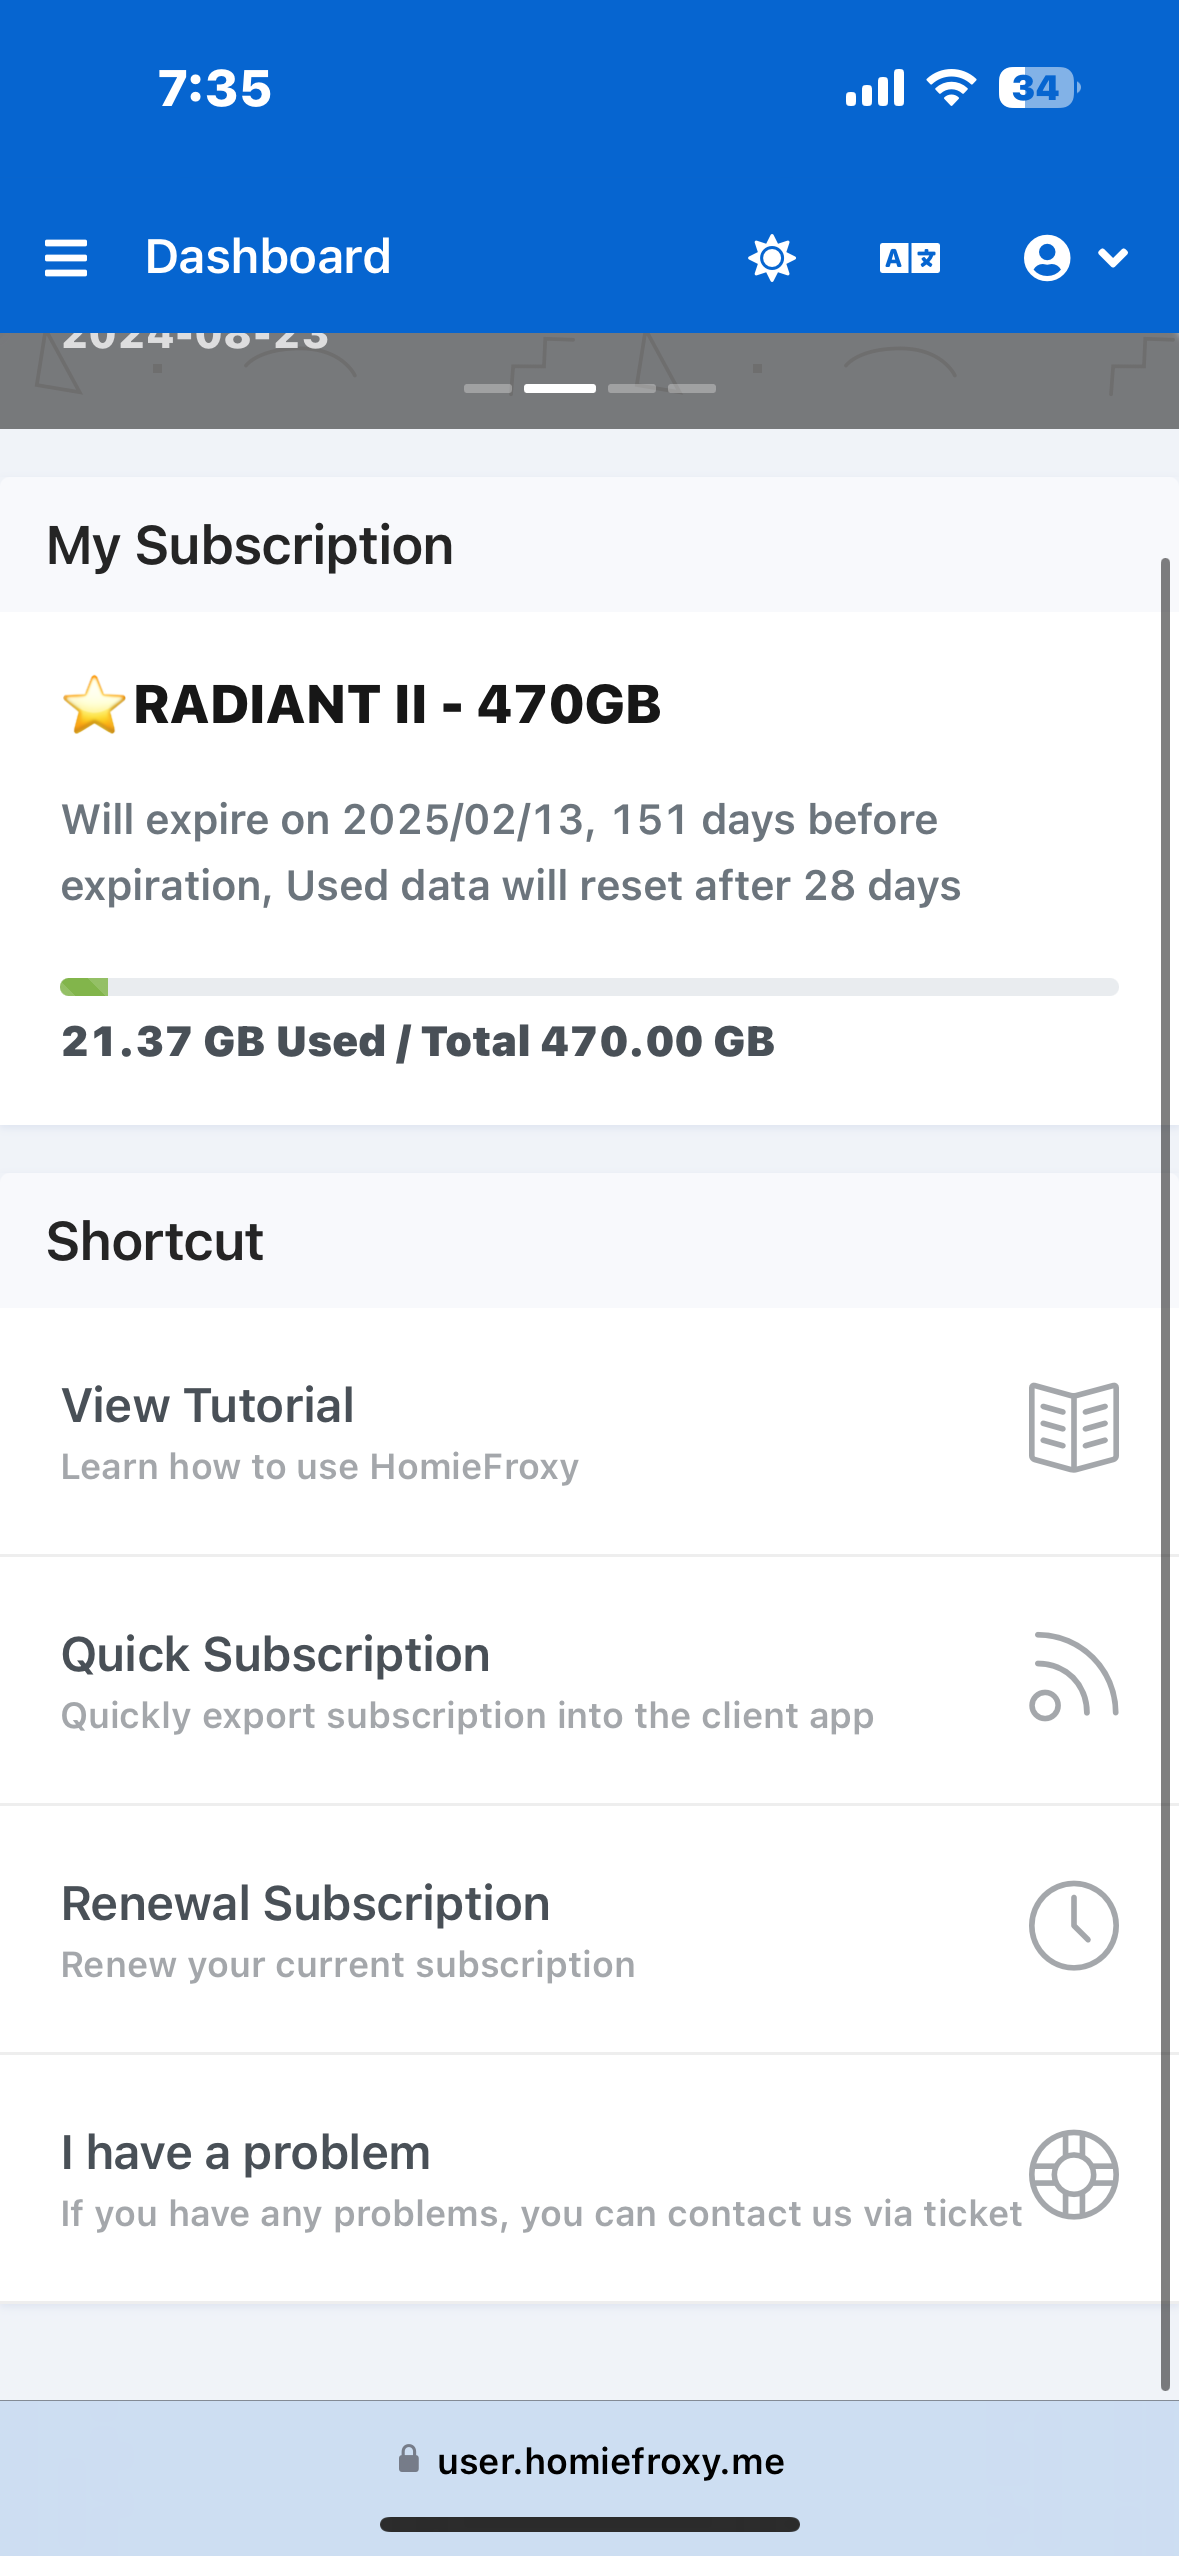 7:35
34
Dashboard
A
2024-08-23
My Subscription
⭐RADIANT II - 470GB
Will expire on 2025/02/13, 151 days before
expiration, Used data will reset after 28 days
21.37 GB Used / Total 470.00 GB
Shortcut
View Tutorial
Learn how to use HomieFroxy
Quick Subscription
Quickly export subscription into the client app
Renewal Subscription
Renew your current subscription
I have a problem
If you have any problems, you can contact us via ticket
user.homiefroxy.me